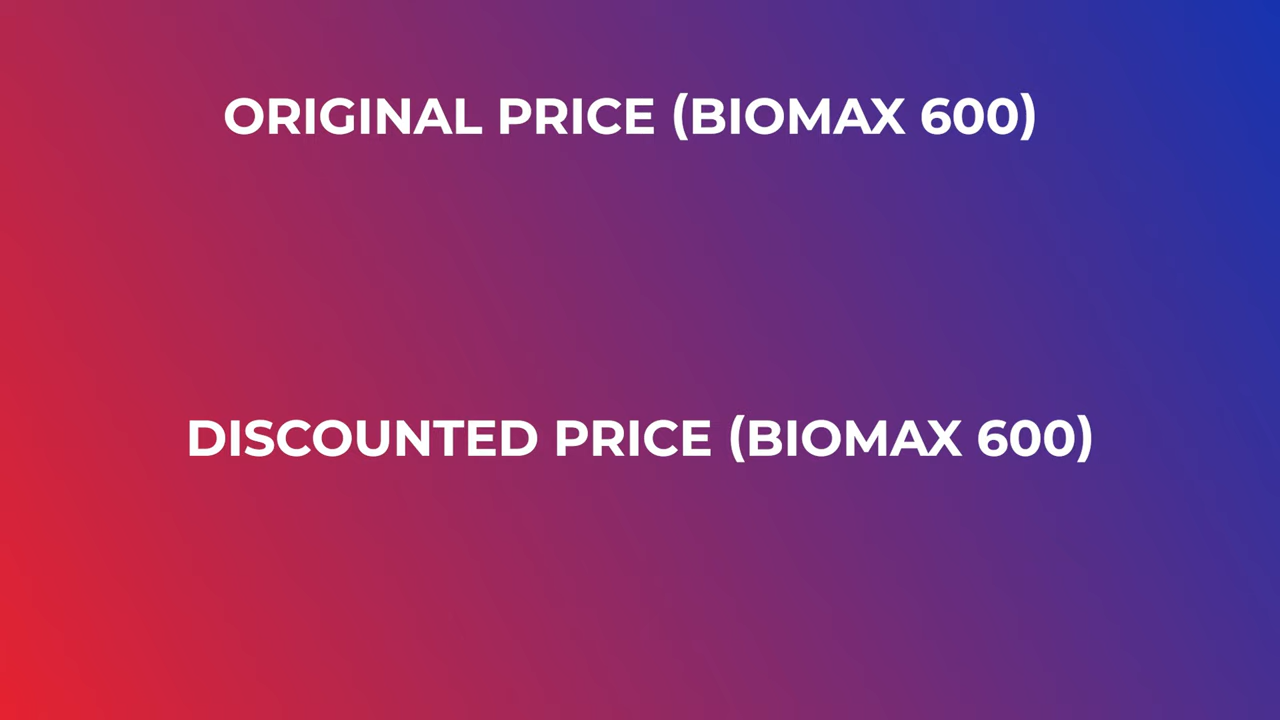 ORIGINAL PRICE (BIOMAX 600)
DISCOUNTED PRICE (BIOMAX 600)